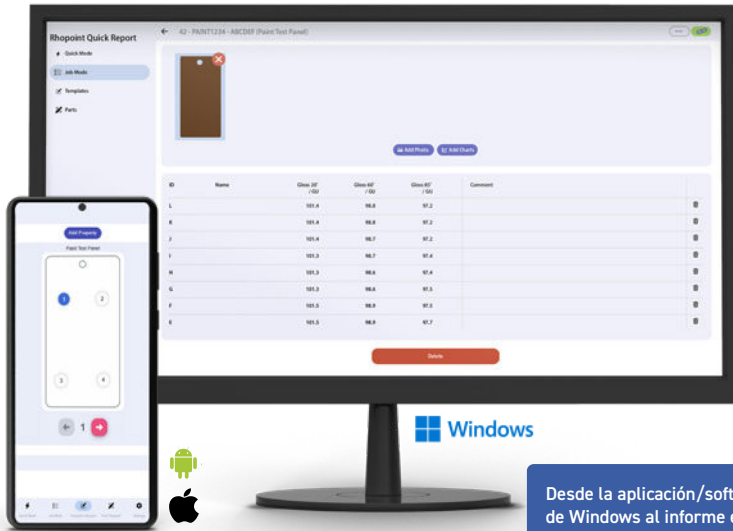 Rhopoint Quick Report
Quick Mode
Job Mode
Templates
Parts
42 - PAINT1234 - ABCDEF (Paint Test Panel)
Add Photo
Add Charts
ID Name Gloss 20° / GU Gloss 60° / GU Gloss 85° / GU Comment
L 101.4 98.8 97.2
K 101.4 98.8 97.2
J 101.4 98.7 97.2
I 101.3 98.7 97.4
H 101.3 98.6 97.4
G 101.3 98.6 97.5
F 101.5 98.9 97.5
E 101.5 98.9 97.7
Delete
Add Property
Paint Test Panel
1 2
3 4
1
Windows
Desde la aplicación/soft
de Windows al informe